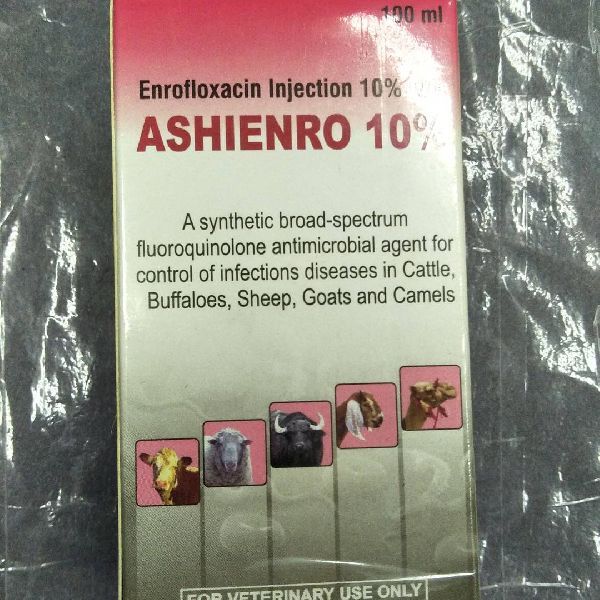 100 ml
Enrofloxacin Injection 10%
ASHIENRO 10%
A synthetic broad-spectrum
fluoroquinolone antimicrobial agent for
control of infections diseases in Cattle,
Buffaloes, Sheep, Goats and Camels
FOR VETERINARY USE ONLY